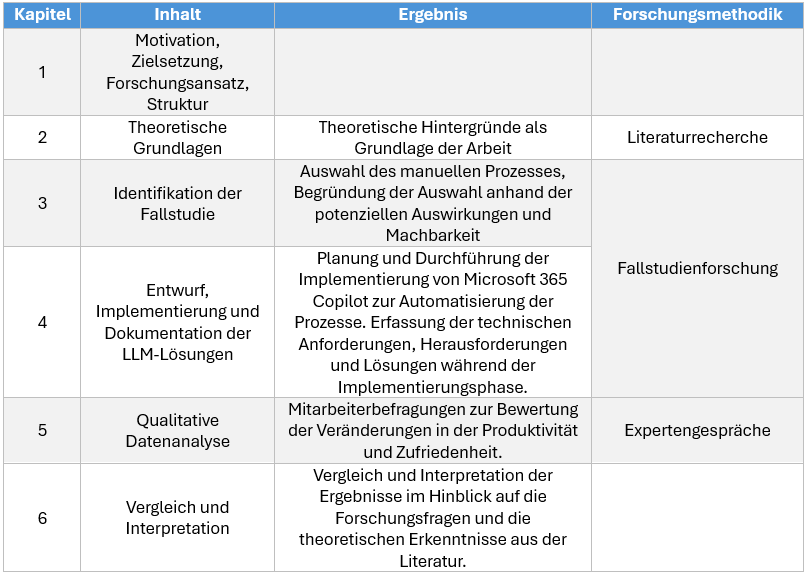 Kapitel Inhalt Ergebnis Forschungsmethodik
1
Motivation,
Zielsetzung,
Forschungsansatz,
Struktur
2
Theoretische
Grundlagen
Theoretische Hintergründe als
Grundlage der Arbeit
Literaturrecherche
3
Identifikation der
Fallstudie
Auswahl des manuellen Prozesses,
Begründung der Auswahl anhand der
potenziellen Auswirkungen und
Machbarkeit
Fallstudienforschung
4
Entwurf,
Implementierung und
Dokumentation der
LLM-Lösungen
Planung und Durchführung der
Implementierung von Microsoft 365
Copilot zur Automatisierung der
Prozesse. Erfassung der technischen
Anforderungen, Herausforderungen
und Lösungen während der
Implementierungsphase.
5
Qualitative
Datenanalyse
Mitarbeiterbefragungen zur Bewertung
der Veränderungen in der Produktivität
und Zufriedenheit.
Expertengespräche
6
Vergleich und
Interpretation
Vergleich und Interpretation der
Ergebnisse im Hinblick auf die
Forschungsfragen und die
theoretischen Erkenntnisse aus der
Literatur.